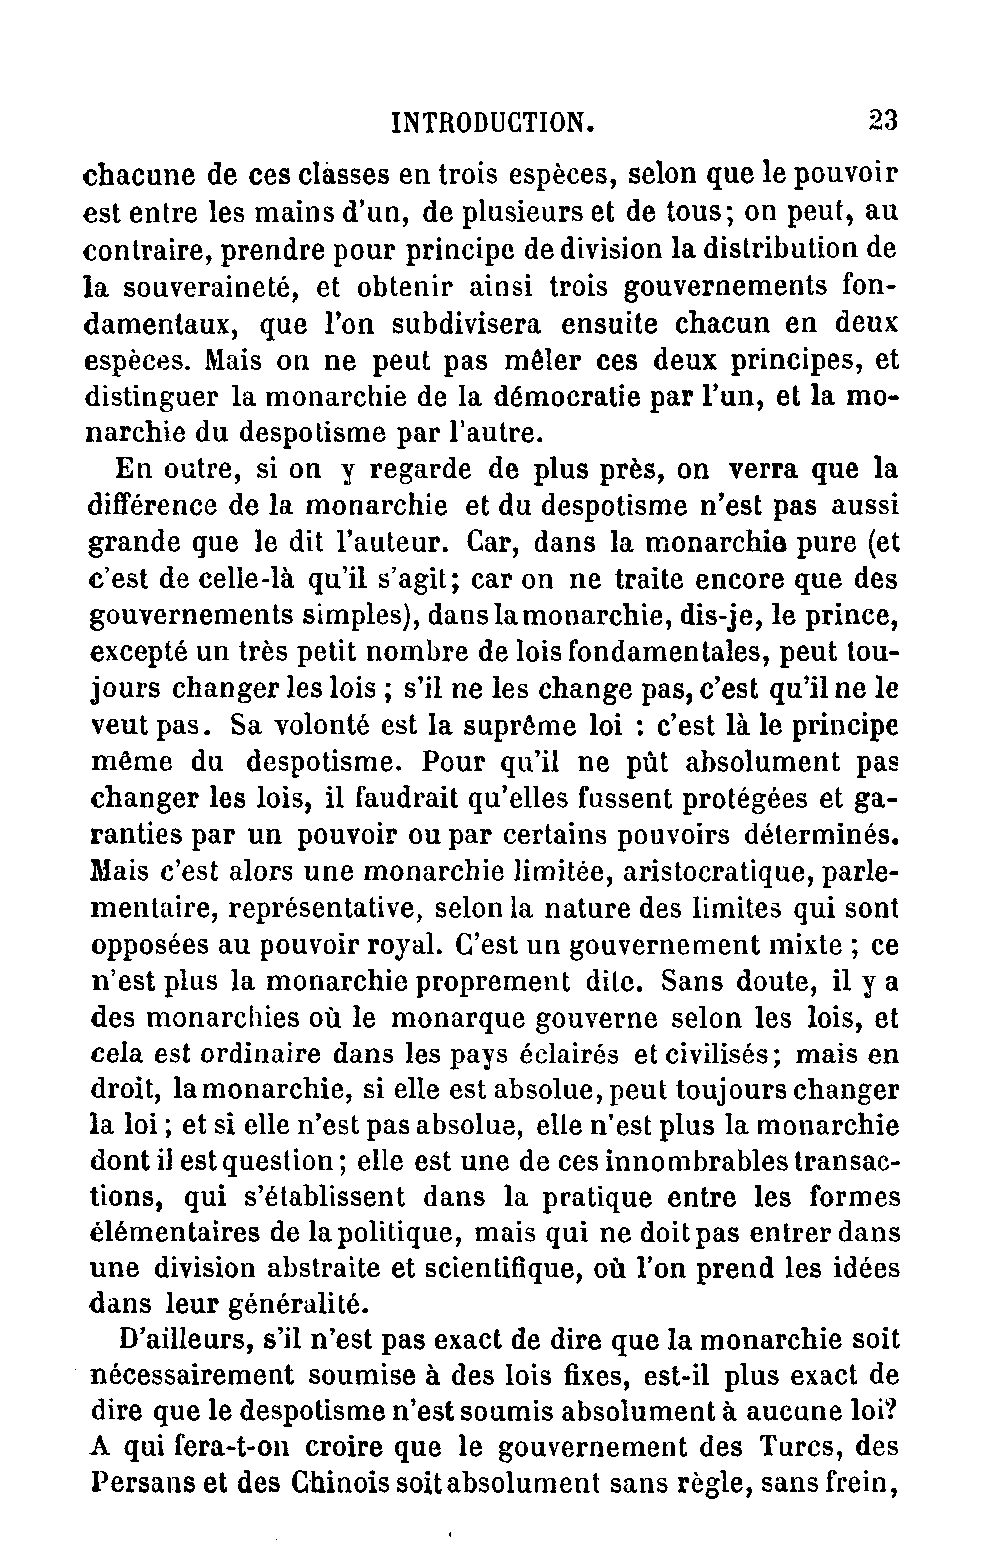 INTRODUCTION. 23
chacune de ces classes en trois espèces, selon que le pouvoir
est entre les mains d'un, de plusieurs et de tous; on peut, au
contraire, prendre pour principe de division la distribution de
la souveraineté, et obtenir ainsi trois gouvernements fon-
damentaux, que l'on subdivisera ensuite chacun en deux
espèces. Mais on ne peut pas mêler ces deux principes, et
distinguer la monarchie de la démocratie par l'un, et la mo-
narchie du despotisme par l'autre.
En outre, si on y regarde de plus près, on verra que la
différence de la monarchie et du despotisme n'est pas aussi
grande que le dit l'auteur. Car, dans la monarchie pure (et
c'est de celle-là qu'il s'agit; car on ne traite encore que des
gouvernements simples), dans la monarchie, dis-je, le prince,
excepté un très petit nombre de lois fondamentales, peut tou-
jours changer les lois ; s'il ne les change pas, c'est qu'il ne le
veut pas. Sa volonté est la suprême loi : c'est là le principe
même du despotisme. Pour qu'il ne pût absolument pas
changer les lois, il faudrait qu'elles fussent protégées et ga-
ranties par un pouvoir ou par certains pouvoirs déterminés.
Mais c'est alors une monarchie limitée, aristocratique, parle-
mentaire, représentative, selon la nature des limites qui sont
opposées au pouvoir royal. C'est un gouvernement mixte ; ce
n'est plus la monarchie proprement dite. Sans doute, il y a
des monarchies où le monarque gouverne selon les lois, et
cela est ordinaire dans les pays éclairés et civilisés; mais en
droit, la monarchie, si elle est absolue, peut toujours changer
la loi ; et si elle n'est pas absolue, elle n'est plus la monarchie
dont il est question ; elle est une de ces innombrables transac-
tions, qui s'établissent dans la pratique entre les formes
élémentaires de la politique, mais qui ne doit pas entrer dans
une division abstraite et scientifique, où l'on prend les idées
dans leur généralité.
D'ailleurs, s'il n'est pas exact de dire que la monarchie soit
nécessairement soumise à des lois fixes, est-il plus exact de
dire que le despotisme n'est soumis absolument à aucune loi?
A qui fera-t-on croire que le gouvernement des Turcs, des
Persans et des Chinois soit absolument sans règle, sans frein,